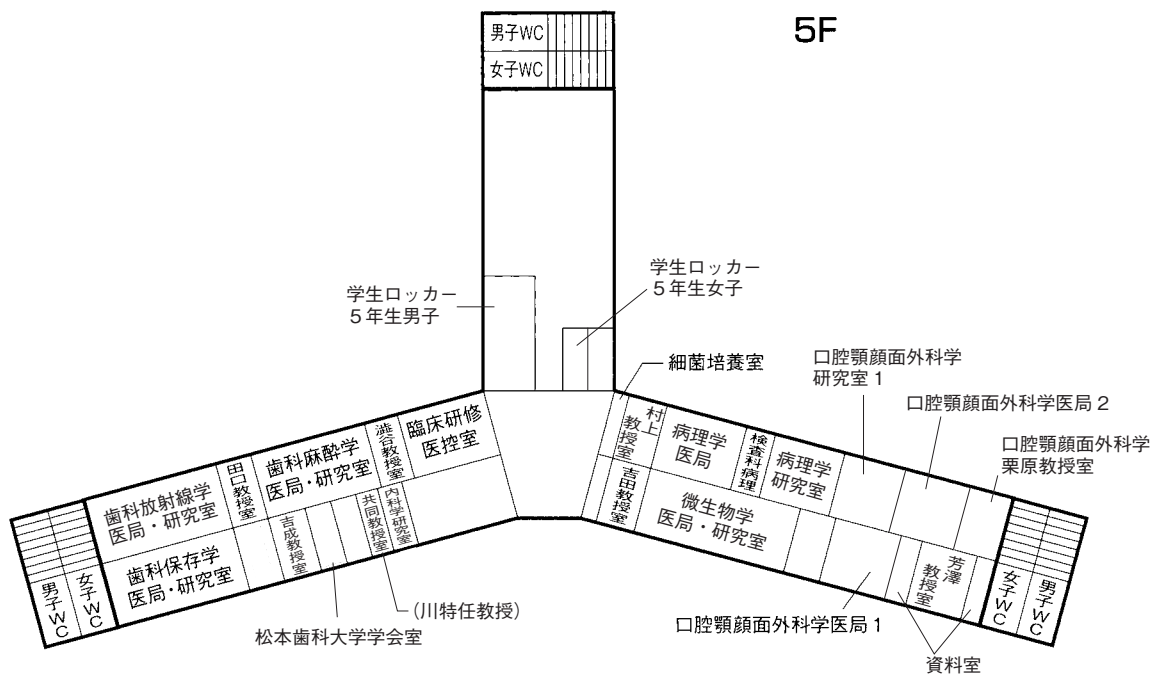 5F
男子WC
女子WC
学生ロッカー
５年生男子
学生ロッカー
５年生女子
細菌培養室
口腔顎顔面外科学
研究室１
口腔顎顔面外科学医局２
口腔顎顔面外科学
栗原教授室
歯科放射線学
医局・研究室
田口教授室
歯科麻酔学
医局・研究室
澁谷教授室
臨床研修
医控室
村上
教授室
病理学
医局
検査科病理
病理学
研究室
男子WC
女子WC
歯科保存学
医局・研究室
吉成教授室
共同教授室
内科学研究室
吉田教授室
微生物学
医局・研究室
芳澤
教授室
女子WC
男子WC
(川特任教授)
松本歯科大学学会室
口腔顎顔面外科学医局１
資料室